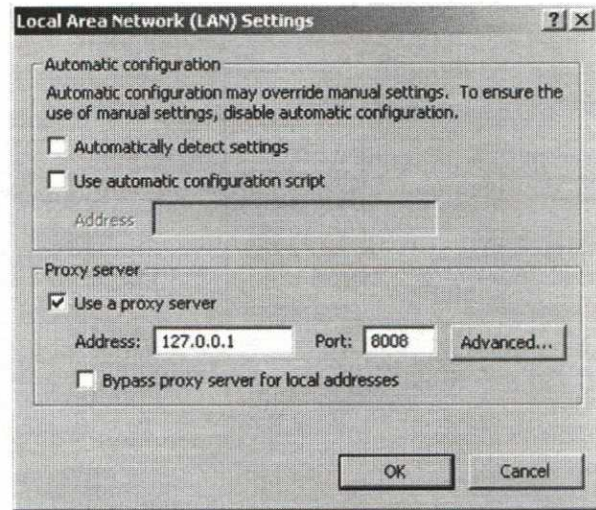 Local Area Network (LAN) Settings
Automatic configuration
Automatic configuration may override manual settings. To ensure the
use of manual settings, disable automatic configuration.
Automatically detect settings
Use automatic configuration script
Address
Proxy server
Use a proxy server
Address: 127.0.0.1 Port: 8008 Advanced...
Bypass proxy server for local addresses
OK Cancel